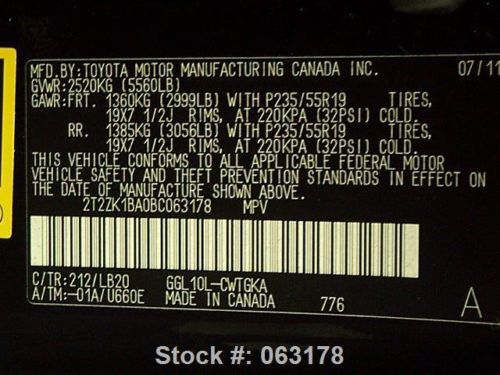 MFD.BY:TOYOTA MOTOR MANUFACTURING CANADA INC. 07/11
GVWR:2520KG (5560LB)
GAWR:FRT. 1360KG (2999LB) WITH P235/55R19 TIRES,
19X7 1/2J RIMS, AT 220KPA (32PSI) COLD.
RR. 1385KG (3056LB) WITH P235/55R19 TIRES,
19X7 1/2J RIMS, AT 220KPA (32PSI) COLD.
THIS VEHICLE CONFORMS TO ALL APPLICABLE FEDERAL MOTOR
VEHICLE SAFETY AND THEFT PREVENTION STANDARDS IN EFFECT ON
THE DATE OF MANUFACTURE SHOWN ABOVE.
2T2ZK1BA0BC063178 MPV
C/TR:212/LB20 GGL10L-CWTGKA
A/TM:-01A/U660E MADE IN CANADA 776 A
Stock #: 063178